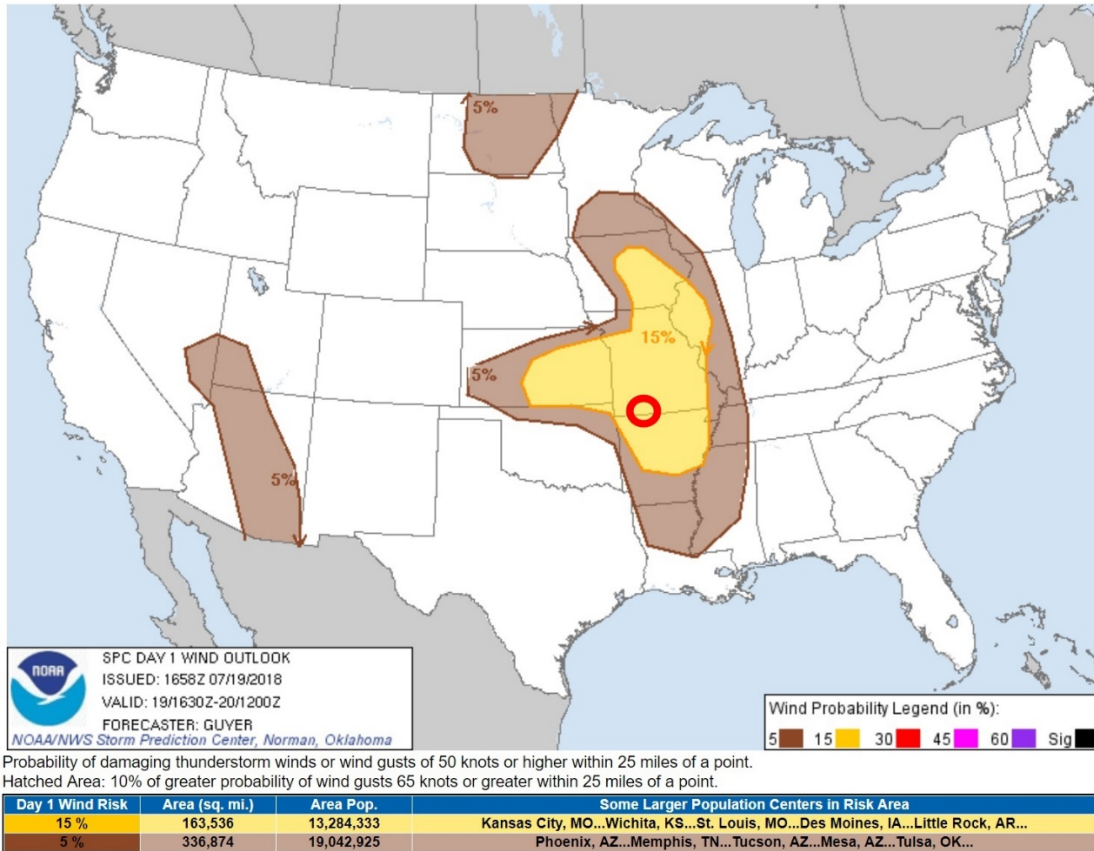 5%
15%
5%
5%
NOAA
SPC DAY 1 WIND OUTLOOK
ISSUED: 1658Z 07/19/2018
VALID: 19/1630Z-20/1200Z
FORECASTER: GUYER
NOAA/NWS Storm Prediction Center, Norman, Oklahoma
Wind Probability Legend (in %):
5 15 30 45 60 Sig
Probability of damaging thunderstorm winds or wind gusts of 50 knots or higher within 25 miles of a point.
Hatched Area: 10% of greater probability of wind gusts 65 knots or greater within 25 miles of a point.
Day 1 Wind Risk Area (sq. mi.) Area Pop. Some Larger Population Centers in Risk Area
15 % 163,536 13,284,333 Kansas City, MO...Wichita, KS...St. Louis, MO...Des Moines, IA...Little Rock, AR...
5 % 336,874 19,042,925 Phoenix, AZ...Memphis, TN...Tucson, AZ...Mesa, AZ...Tulsa, OK...